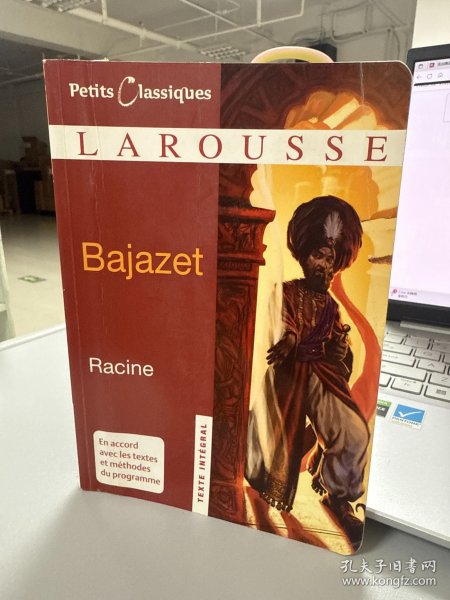 Petits Classiques
LAROUSSE
Bajazet
Racine
En accord
avec les textes
et méthodes
du programme
TEXTE INTÉGRAL
孔夫子旧书网
www.kongfz.com